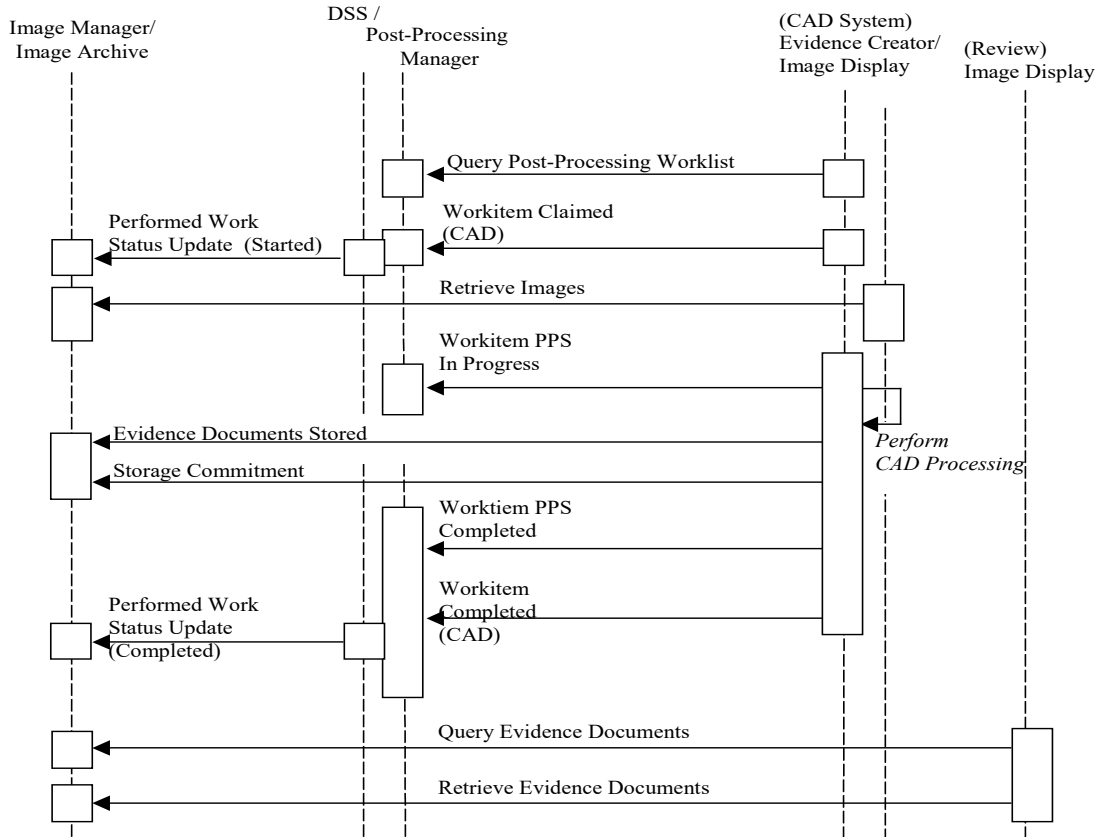 Image Manager/
Image Archive
DSS /
Post-Processing
Manager
(CAD System)
Evidence Creator/
Image Display
(Review)
Image Display
Query Post-Processing Worklist
Workitem Claimed
(CAD)
Performed Work
Status Update  (Started)
Retrieve Images
Workitem PPS
In Progress
Evidence Documents Stored
Perform
CAD Processing
Storage Commitment
Worktiem PPS
Completed
Workitem
Completed
(CAD)
Performed Work
Status Update
(Completed)
Query Evidence Documents
Retrieve Evidence Documents